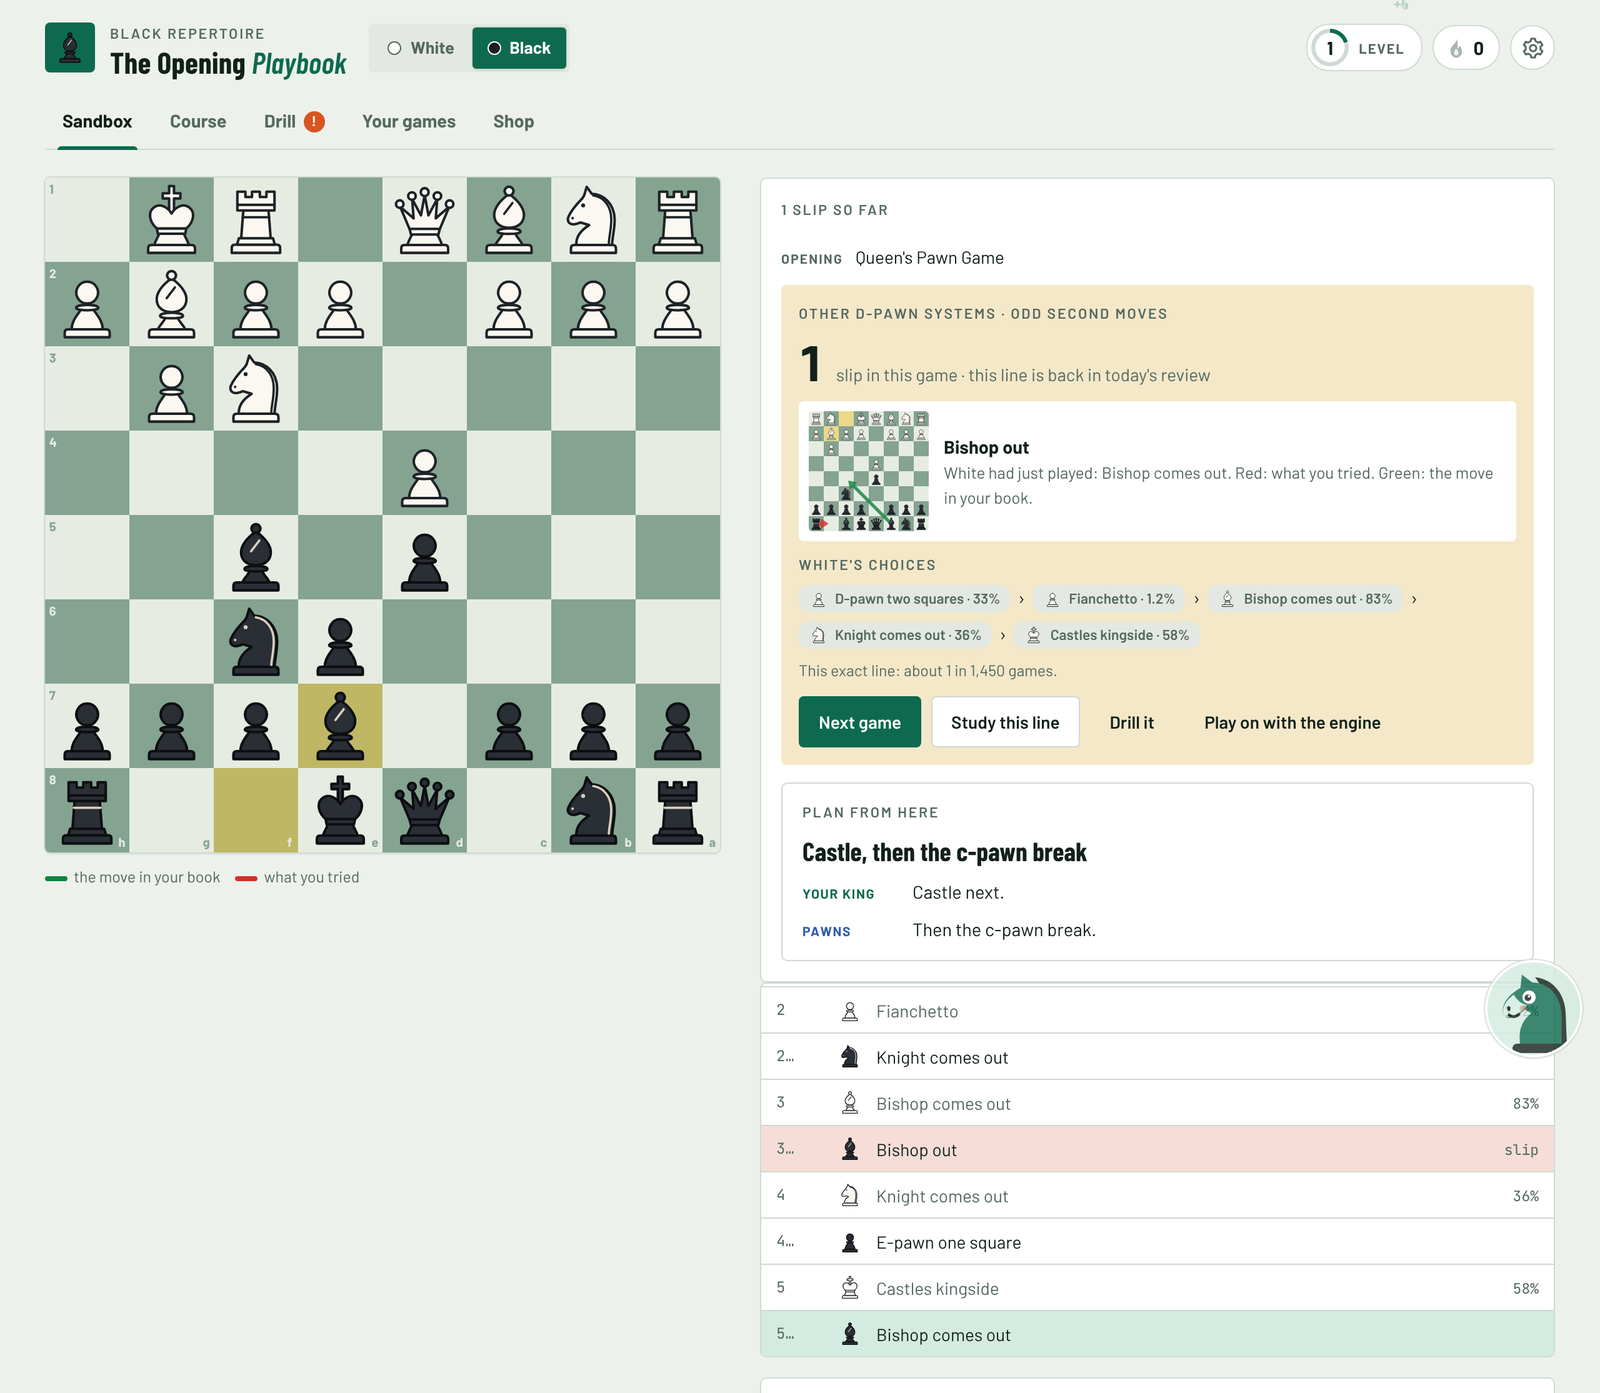 +6
BLACK REPERTOIRE
The Opening Playbook
White
Black
1 LEVEL
0
Sandbox
Course
Drill !
Your games
Shop
1
2
3
4
5
6
7
8
h g f e d c b a
the move in your book
what you tried
1 SLIP SO FAR
OPENING Queen's Pawn Game
OTHER D-PAWN SYSTEMS · ODD SECOND MOVES
1 slip in this game · this line is back in today's review
Bishop out
White had just played: Bishop comes out. Red: what you tried. Green: the move
in your book.
WHITE'S CHOICES
D-pawn two squares · 33% › Fianchetto · 1.2% › Bishop comes out · 83% ›
Knight comes out · 36% › Castles kingside · 58%
This exact line: about 1 in 1,450 games.
Next game
Study this line
Drill it
Play on with the engine
PLAN FROM HERE
Castle, then the c-pawn break
YOUR KING Castle next.
PAWNS Then the c-pawn break.
2 Fianchetto
2… Knight comes out
3 Bishop comes out 83%
3… Bishop out slip
4 Knight comes out 36%
4… E-pawn one square
5 Castles kingside 58%
5… Bishop comes out